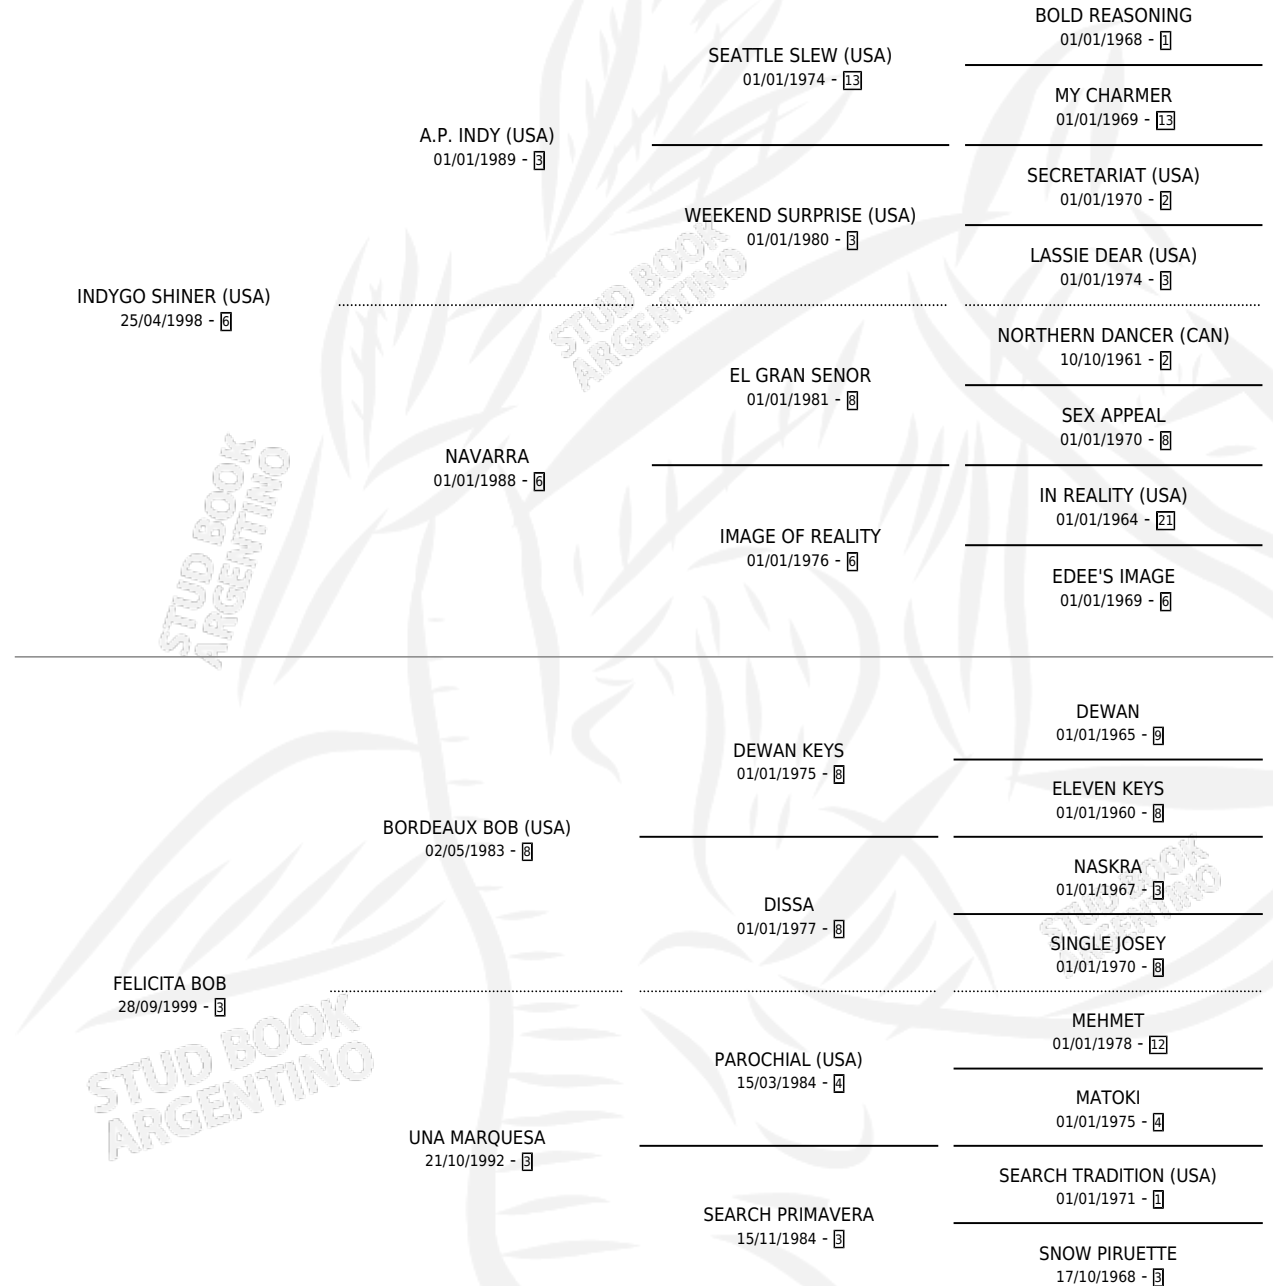 BOLD REASONING
01/01/1968 - 1
SEATTLE SLEW (USA)
01/01/1974 - 13
MY CHARMER
01/01/1969 - 13
A.P. INDY (USA)
01/01/1989 - 3
SECRETARIAT (USA)
01/01/1970 - 2
WEEKEND SURPRISE (USA)
01/01/1980 - 3
LASSIE DEAR (USA)
01/01/1974 - 3
INDYGO SHINER (USA)
25/04/1998 - 6
NORTHERN DANCER (CAN)
10/10/1961 - 2
EL GRAN SENOR
01/01/1981 - 8
SEX APPEAL
01/01/1970 - 8
NAVARRA
01/01/1988 - 6
IN REALITY (USA)
01/01/1964 - 21
IMAGE OF REALITY
01/01/1976 - 6
EDEE'S IMAGE
01/01/1969 - 6
DEWAN
01/01/1965 - 9
DEWAN KEYS
01/01/1975 - 8
ELEVEN KEYS
01/01/1960 - 8
BORDEAUX BOB (USA)
02/05/1983 - 8
NASKRA
01/01/1967 - 3
DISSA
01/01/1977 - 8
SINGLE JOSEY
01/01/1970 - 8
FELICITA BOB
28/09/1999 - 3
MEHMET
01/01/1978 - 12
PAROCHIAL (USA)
15/03/1984 - 4
MATOKI
01/01/1975 - 4
UNA MARQUESA
21/10/1992 - 3
SEARCH TRADITION (USA)
01/01/1971 - 1
SEARCH PRIMAVERA
15/11/1984 - 3
SNOW PIRUETTE
17/10/1968 - 3
STUD BOOK
ARGENTINO
STUD BOOK
ARGENTINO
STUD BOOK
ARGENTINO
STUD BOOK
ARGENTINO